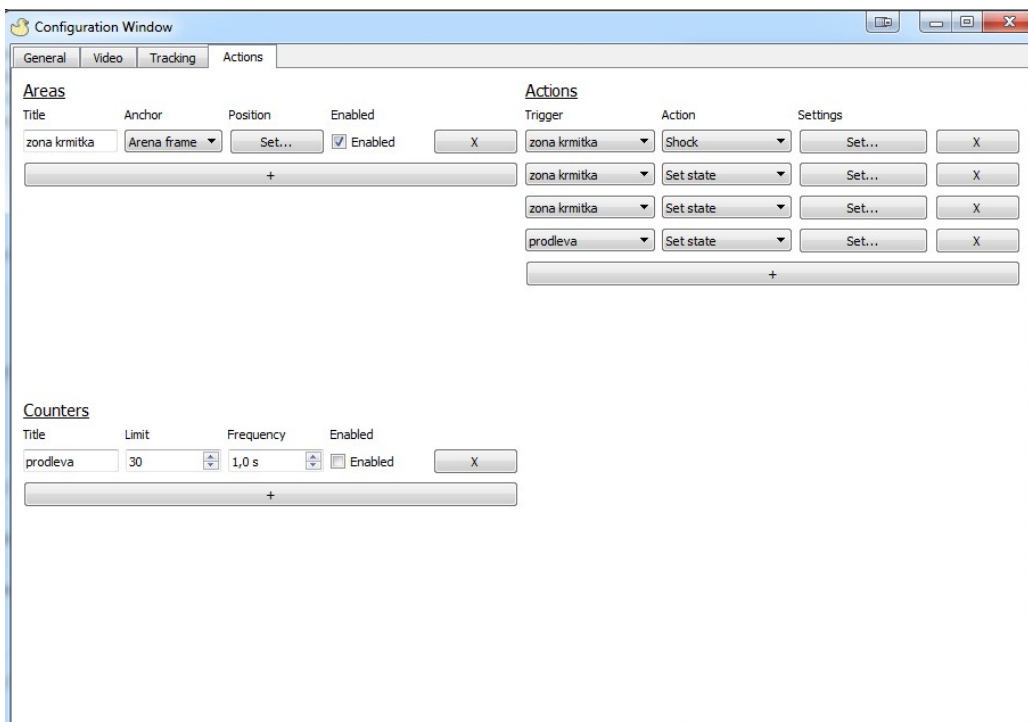 Configuration Window
General Video Tracking Actions
Areas
Title Anchor Position Enabled
zona krmitka Arena frame Set... Enabled X
+
Actions
Trigger Action Settings
zona krmitka Shock Set... X
zona krmitka Set state Set... X
zona krmitka Set state Set... X
prodleva Set state Set... X
+
Counters
Title Limit Frequency Enabled
prodleva 30 1,0 s Enabled X
+